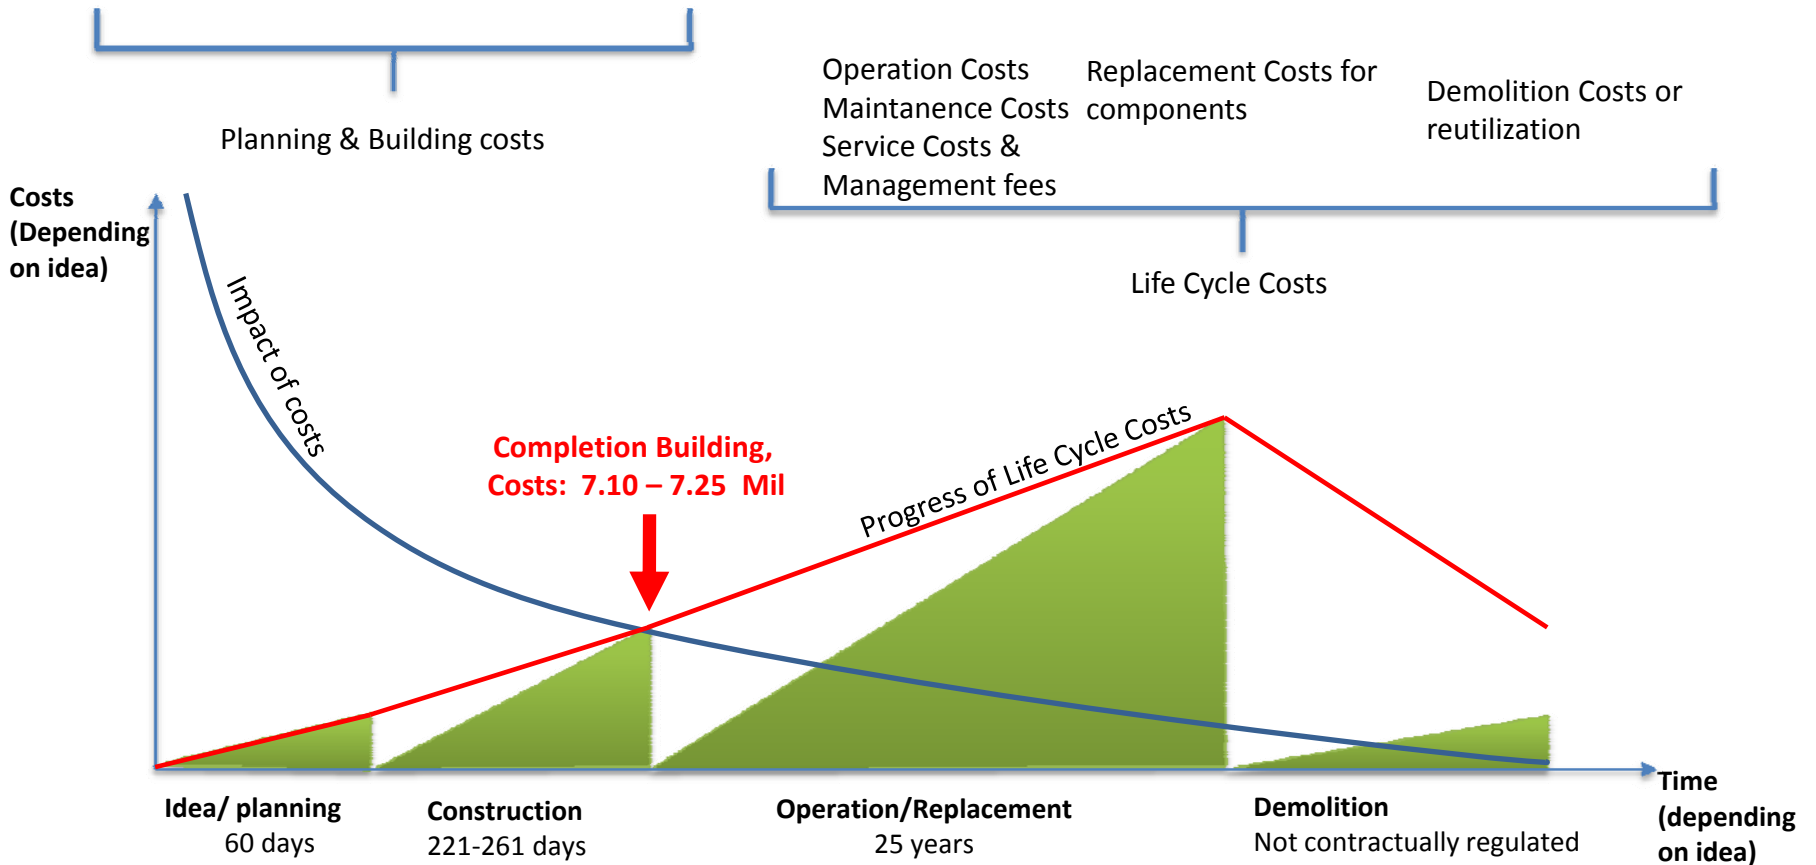 Planning & Building costs
Operation Costs
Maintanence Costs
Service Costs &
Management fees
Replacement Costs for
components
Demolition Costs or
reutilization
Life Cycle Costs
Costs
(Depending
on idea)
Impact of costs
Completion Building,
Costs: 7.10 – 7.25 Mil
Progress of Life Cycle Costs
Idea/ planning
60 days
Construction
221-261 days
Operation/Replacement
25 years
Demolition
Not contractually regulated
Time
(depending
on idea)